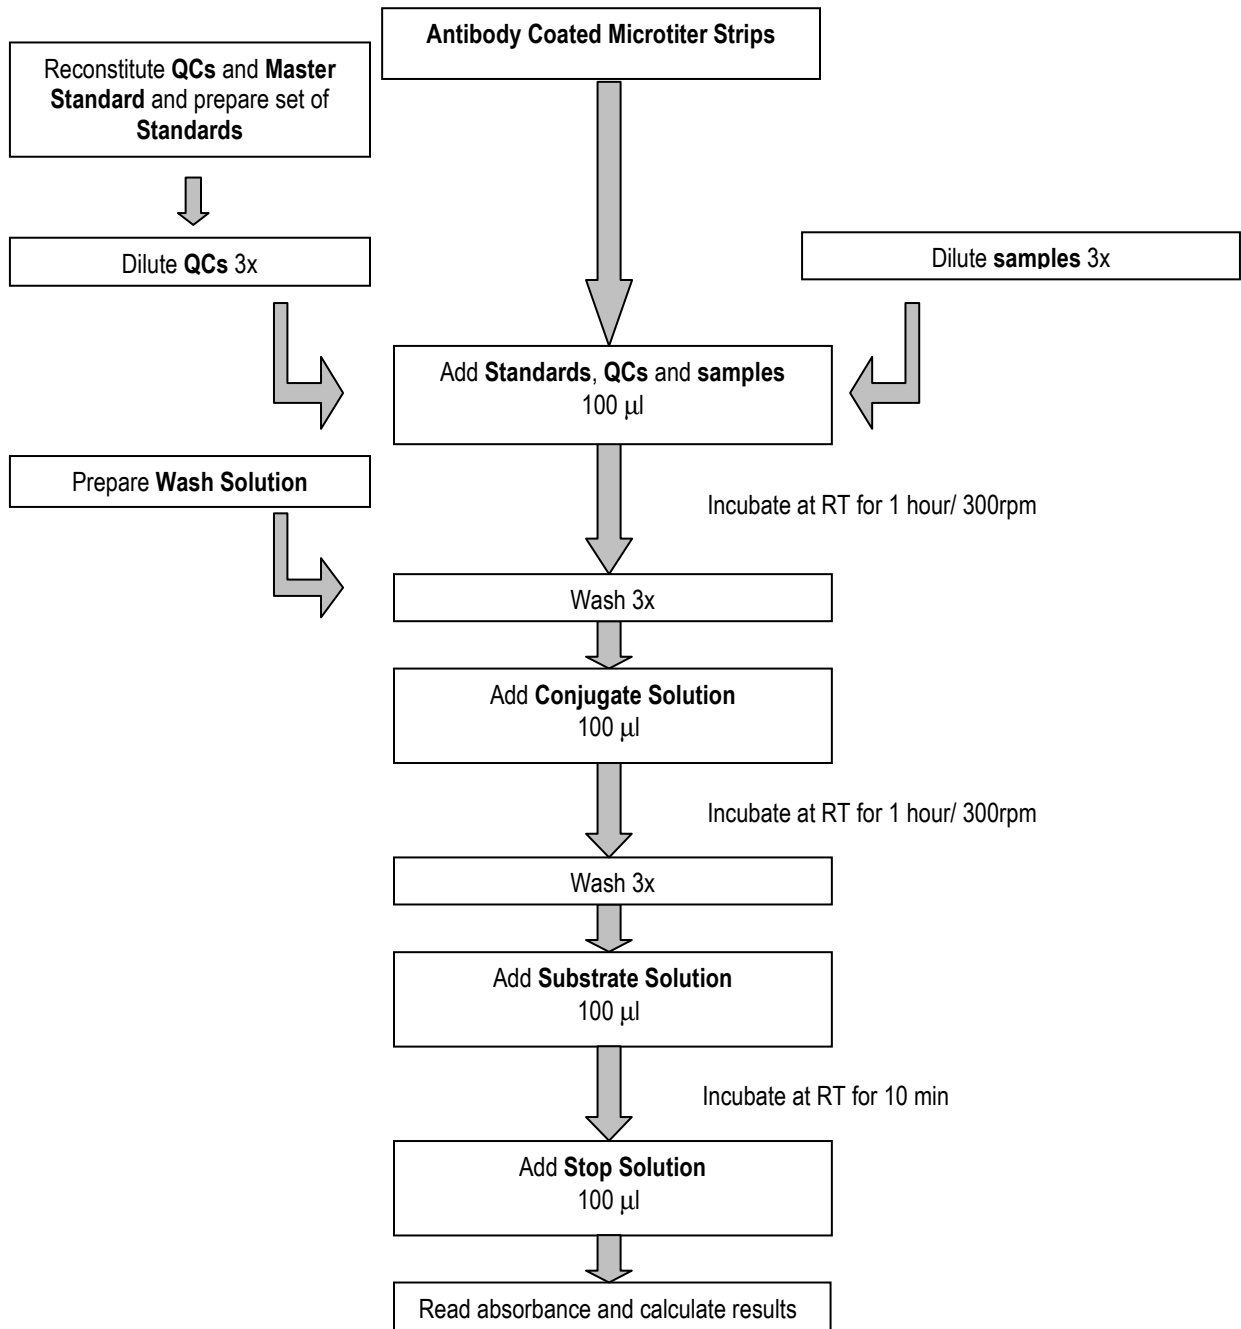 Antibody Coated Microtiter Strips
Reconstitute QCs and Master
Standard and prepare set of
Standards
Dilute QCs 3x
Dilute samples 3x
Add Standards, QCs and samples
100 µl
Prepare Wash Solution
Incubate at RT for 1 hour/ 300rpm
Wash 3x
Add Conjugate Solution
100 µl
Incubate at RT for 1 hour/ 300rpm
Wash 3x
Add Substrate Solution
100 µl
Incubate at RT for 10 min
Add Stop Solution
100 µl
Read absorbance and calculate results